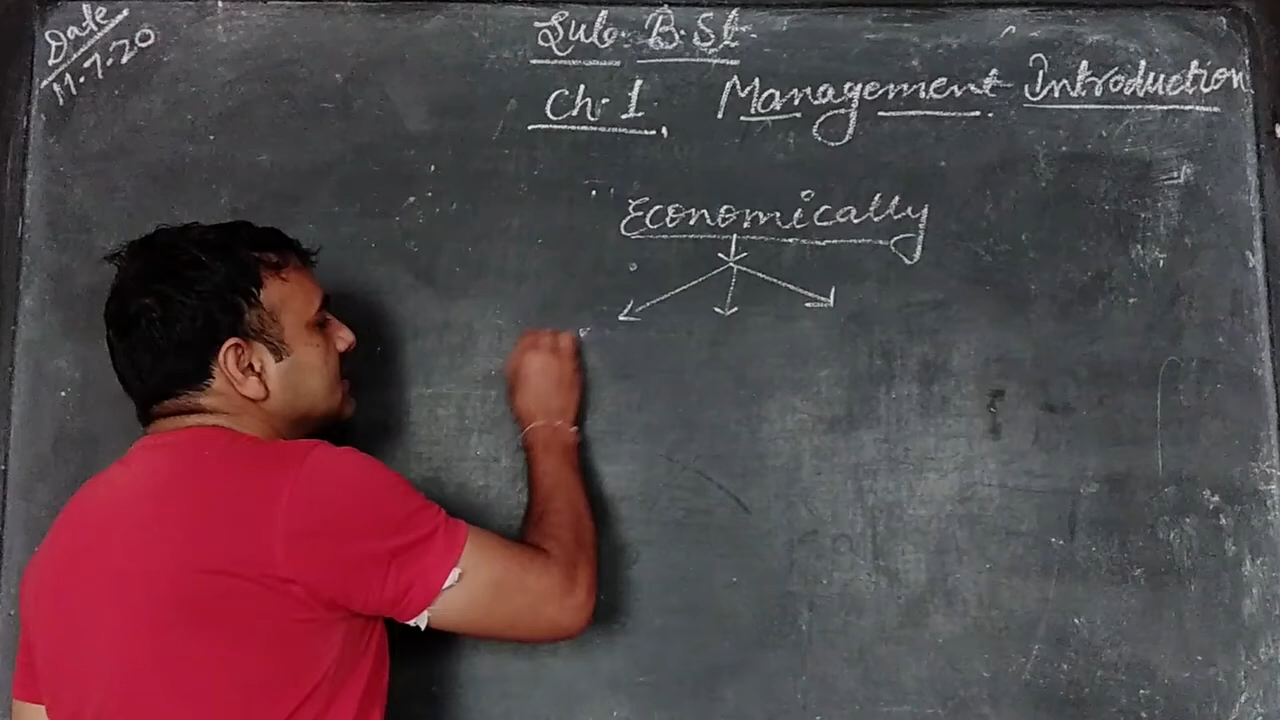 Date
11.7.20
Sub. B.St.
Ch. 1. Management Introduction
Economically